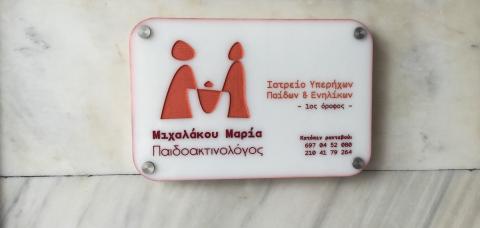 Ιατρείο Υπερήχων
Παίδων & Ενηλίκων
- 1ος όροφος -
Μιχαλάκου Μαρία
Παιδοακτινολόγος
Κατόπιν ραντεβού:
697 04 52 080
210 41 79 264